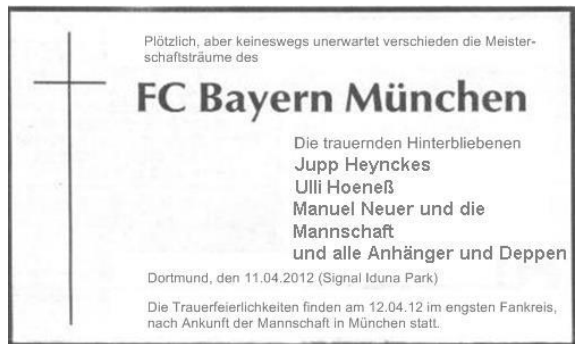 Plötzlich, aber keineswegs unerwartet verschieden die Meister-
schaftsträume des
FC Bayern München
Die trauernden Hinterbliebenen
Jupp Heynckes
Ulli Hoeneß
Manuel Neuer und die
Mannschaft
und alle Anhänger und Deppen
Dortmund, den 11.04.2012 (Signal Iduna Park)
Die Trauerfeierlichkeiten finden am 12.04.12 im engsten Fankreis,
nach Ankunft der Mannschaft in München statt.